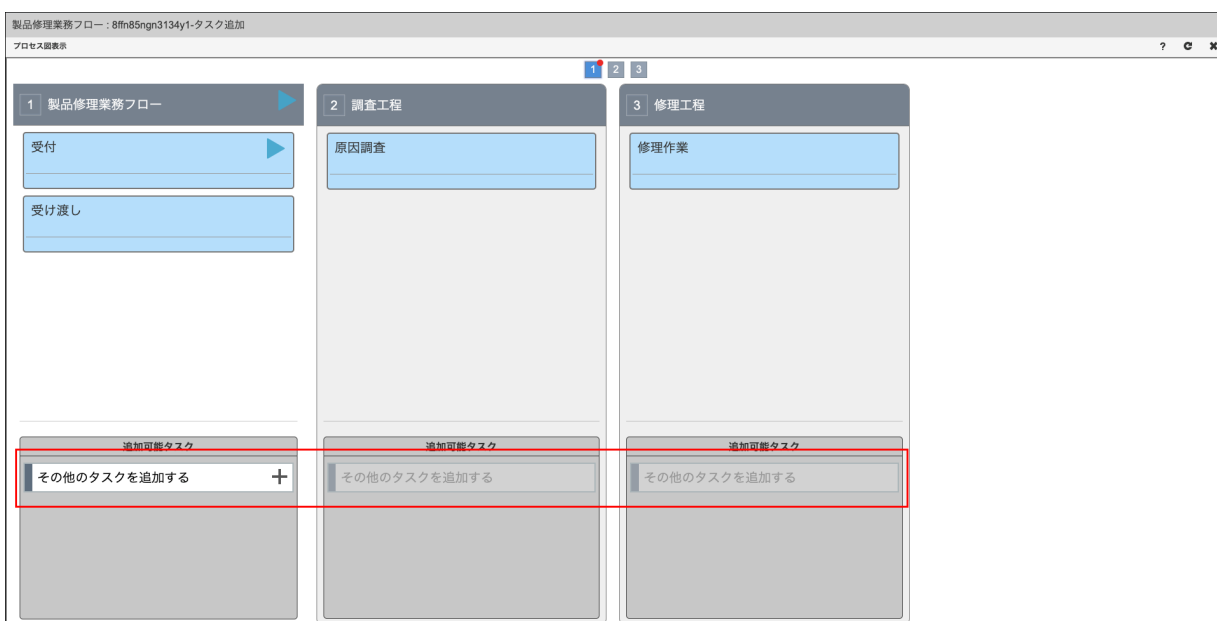 製品修理業務フロー : 8ffn85ngn3134y1-タスク追加
プロセス図表示
?
1 2 3
1 製品修理業務フロー
受付
受け渡し
追加可能タスク
その他のタスクを追加する
2 調査工程
原因調査
追加可能タスク
その他のタスクを追加する
3 修理工程
修理作業
追加可能タスク
その他のタスクを追加する